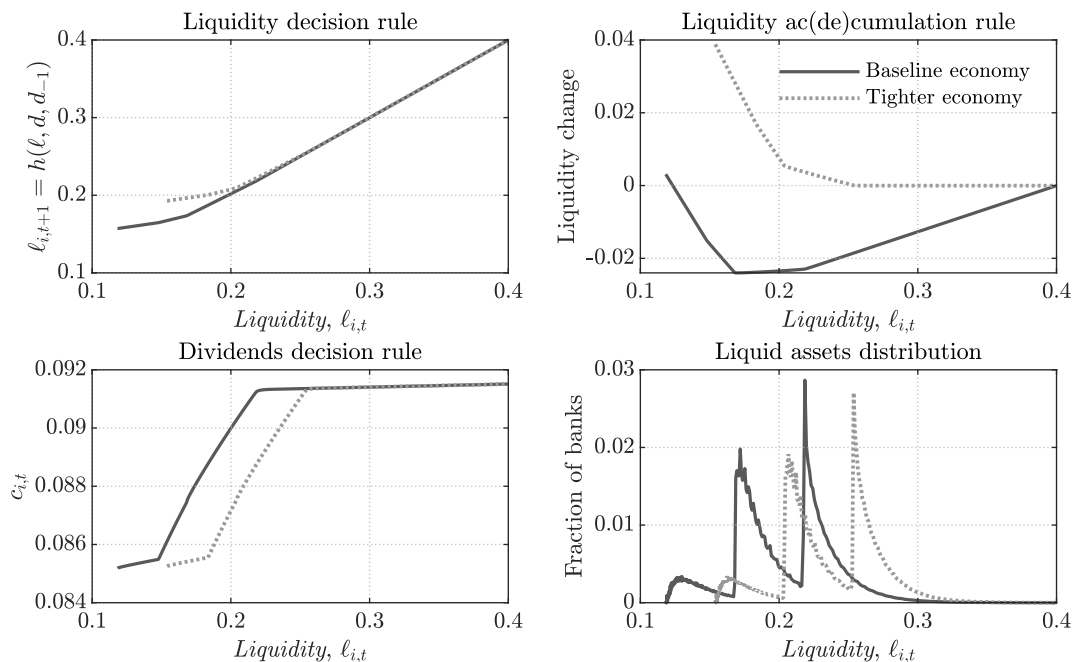 Liquidity decision rule
0.4
0.3
0.2
0.1
ℓ_{i,t+1} = h(ℓ, d, d_{−1})
0.1 0.2 0.3 0.4
Liquidity, ℓ_{i,t}
Liquidity ac(de)cumulation rule
0.04
0.02
0
-0.02
Liquidity change
Baseline economy
Tighter economy
0.1 0.2 0.3 0.4
Liquidity, ℓ_{i,t}
Dividends decision rule
0.092
0.09
0.088
0.086
0.084
c_{i,t}
0.1 0.2 0.3 0.4
Liquidity, ℓ_{i,t}
Liquid assets distribution
0.03
0.02
0.01
0
Fraction of banks
0.1 0.2 0.3 0.4
Liquidity, ℓ_{i,t}